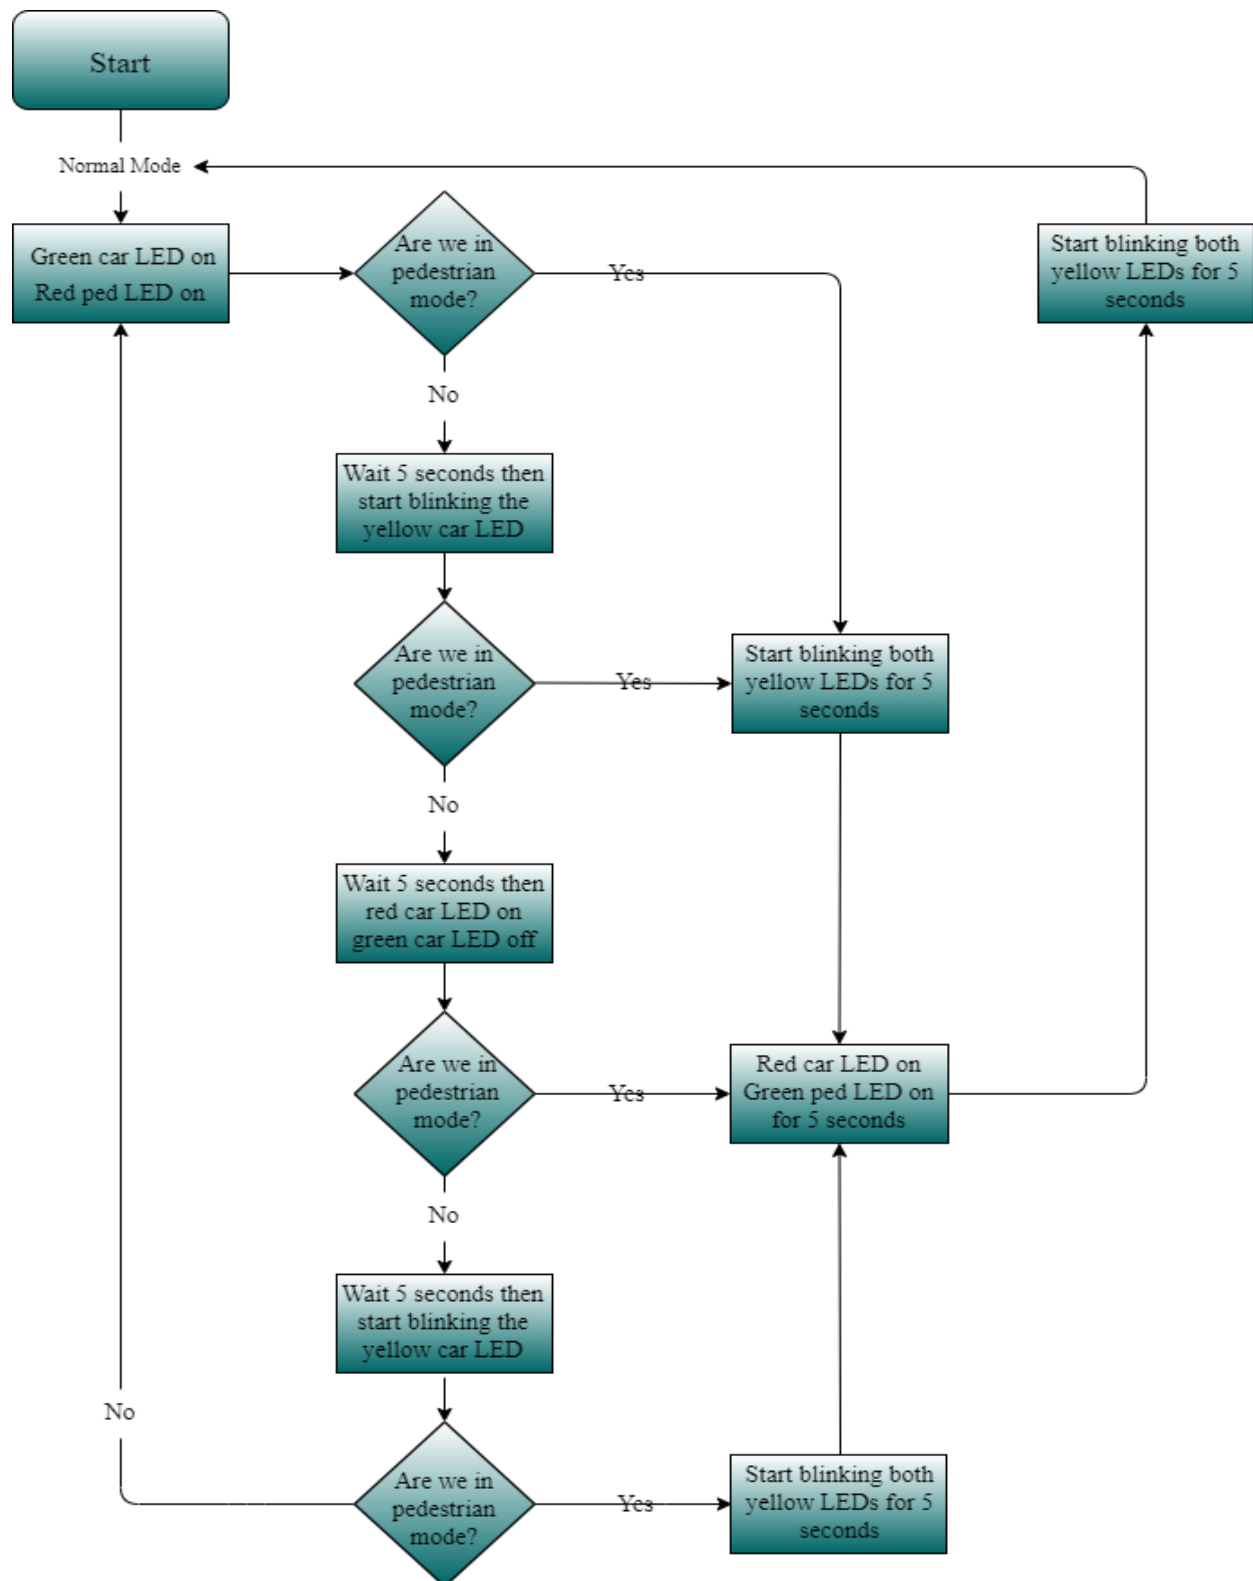 Start
Normal Mode
Green car LED on
Red ped LED on
Are we in
pedestrian
mode?
Yes
Start blinking both
yellow LEDs for 5
seconds
No
Wait 5 seconds then
start blinking the
yellow car LED
Are we in
pedestrian
mode?
Yes
Start blinking both
yellow LEDs for 5
seconds
No
Wait 5 seconds then
red car LED on
green car LED off
Are we in
pedestrian
mode?
Yes
Red car LED on
Green ped LED on
for 5 seconds
No
Wait 5 seconds then
start blinking the
yellow car LED
No
Are we in
pedestrian
mode?
Yes
Start blinking both
yellow LEDs for 5
seconds